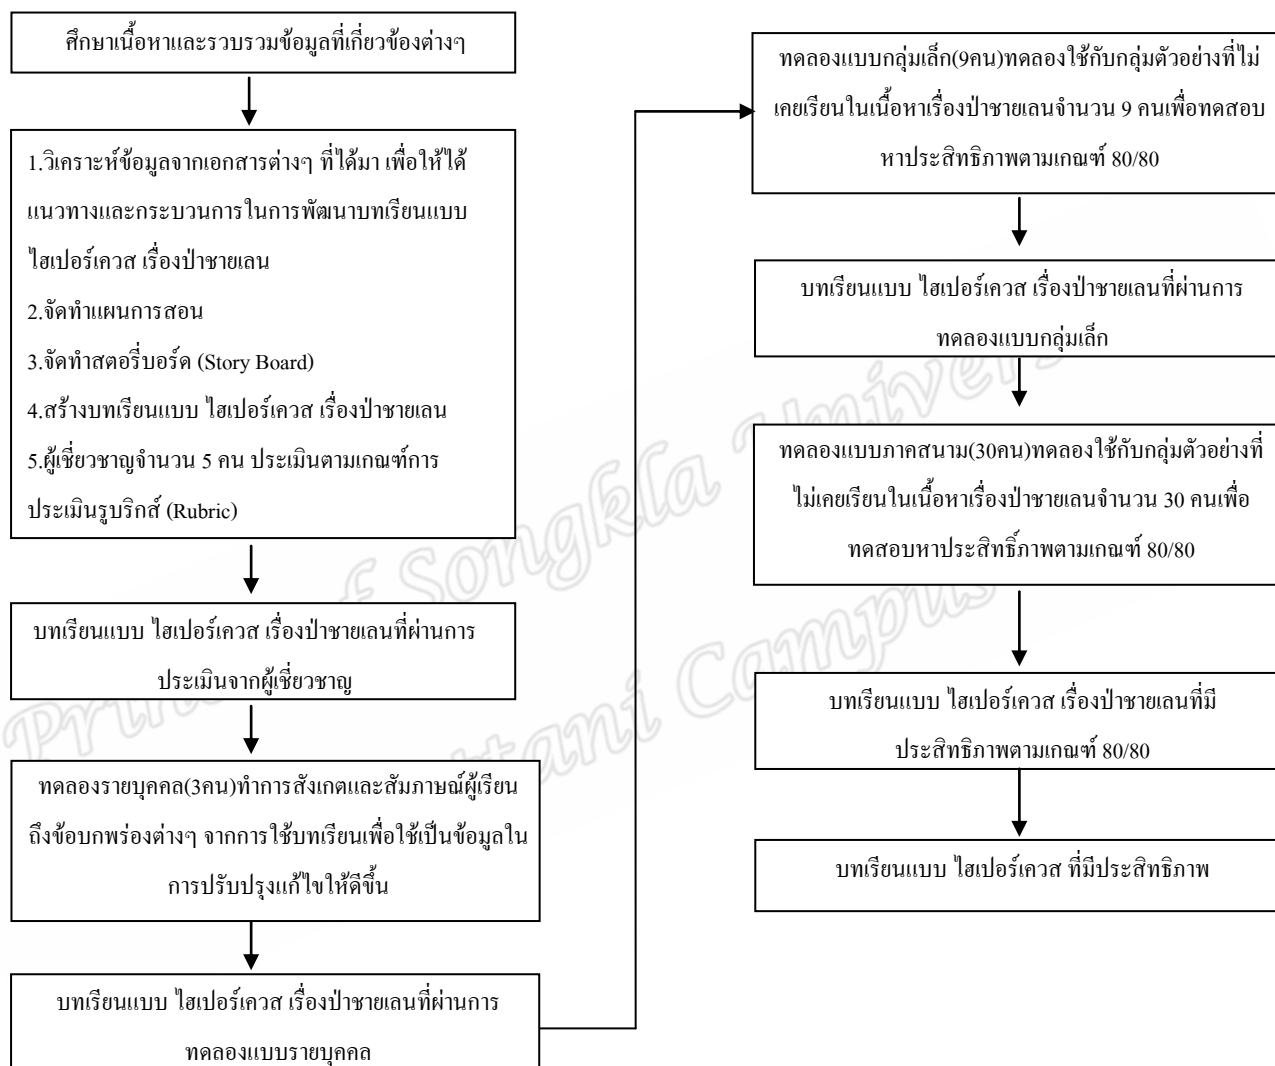 ศึกษาเนื้อหาและรวบรวมข้อมูลที่เกี่ยวข้องต่างๆ
1.วิเคราะห์ข้อมูลจากเอกสารต่างๆ ที่ได้มา เพื่อให้ได้
แนวทางและกระบวนการในการพัฒนาบทเรียนแบบ
ไฮเปอร์เควส เรื่องป่าชายเลน
2.จัดทำแผนการสอน
3.จัดทำสตอรี่บอร์ด (Story Board)
4.สร้างบทเรียนแบบ ไฮเปอร์เควส เรื่องป่าชายเลน
5.ผู้เชี่ยวชาญจำนวน 5 คน ประเมินตามเกณฑ์การ
ประเมินรูบริกส์ (Rubric)
บทเรียนแบบ ไฮเปอร์เควส เรื่องป่าชายเลนที่ผ่านการ
ประเมินจากผู้เชี่ยวชาญ
ทดลองรายบุคคล(3คน)ทำการสังเกตและสัมภาษณ์ผู้เรียน
ถึงข้อบกพร่องต่างๆ จากการใช้บทเรียนเพื่อใช้เป็นข้อมูลใน
การปรับปรุงแก้ไขให้ดีขึ้น
บทเรียนแบบ ไฮเปอร์เควส เรื่องป่าชายเลนที่ผ่านการ
ทดลองแบบรายบุคคล
ทดลองแบบกลุ่มเล็ก(9คน)ทดลองใช้กับกลุ่มตัวอย่างที่ไม่
เคยเรียนในเนื้อหาเรื่องป่าชายเลนจำนวน 9 คนเพื่อทดสอบ
หาประสิทธิภาพตามเกณฑ์ 80/80
บทเรียนแบบ ไฮเปอร์เควส เรื่องป่าชายเลนที่ผ่านการ
ทดลองแบบกลุ่มเล็ก
ทดลองแบบภาคสนาม(30คน)ทดลองใช้กับกลุ่มตัวอย่างที่
ไม่เคยเรียนในเนื้อหาเรื่องป่าชายเลนจำนวน 30 คนเพื่อ
ทดสอบหาประสิทธิ์ภาพตามเกณฑ์ 80/80
บทเรียนแบบ ไฮเปอร์เควส เรื่องป่าชายเลนที่มี
ประสิทธิภาพตามเกณฑ์ 80/80
บทเรียนแบบ ไฮเปอร์เควส ที่มีประสิทธิภาพ
of Songkla
Campus